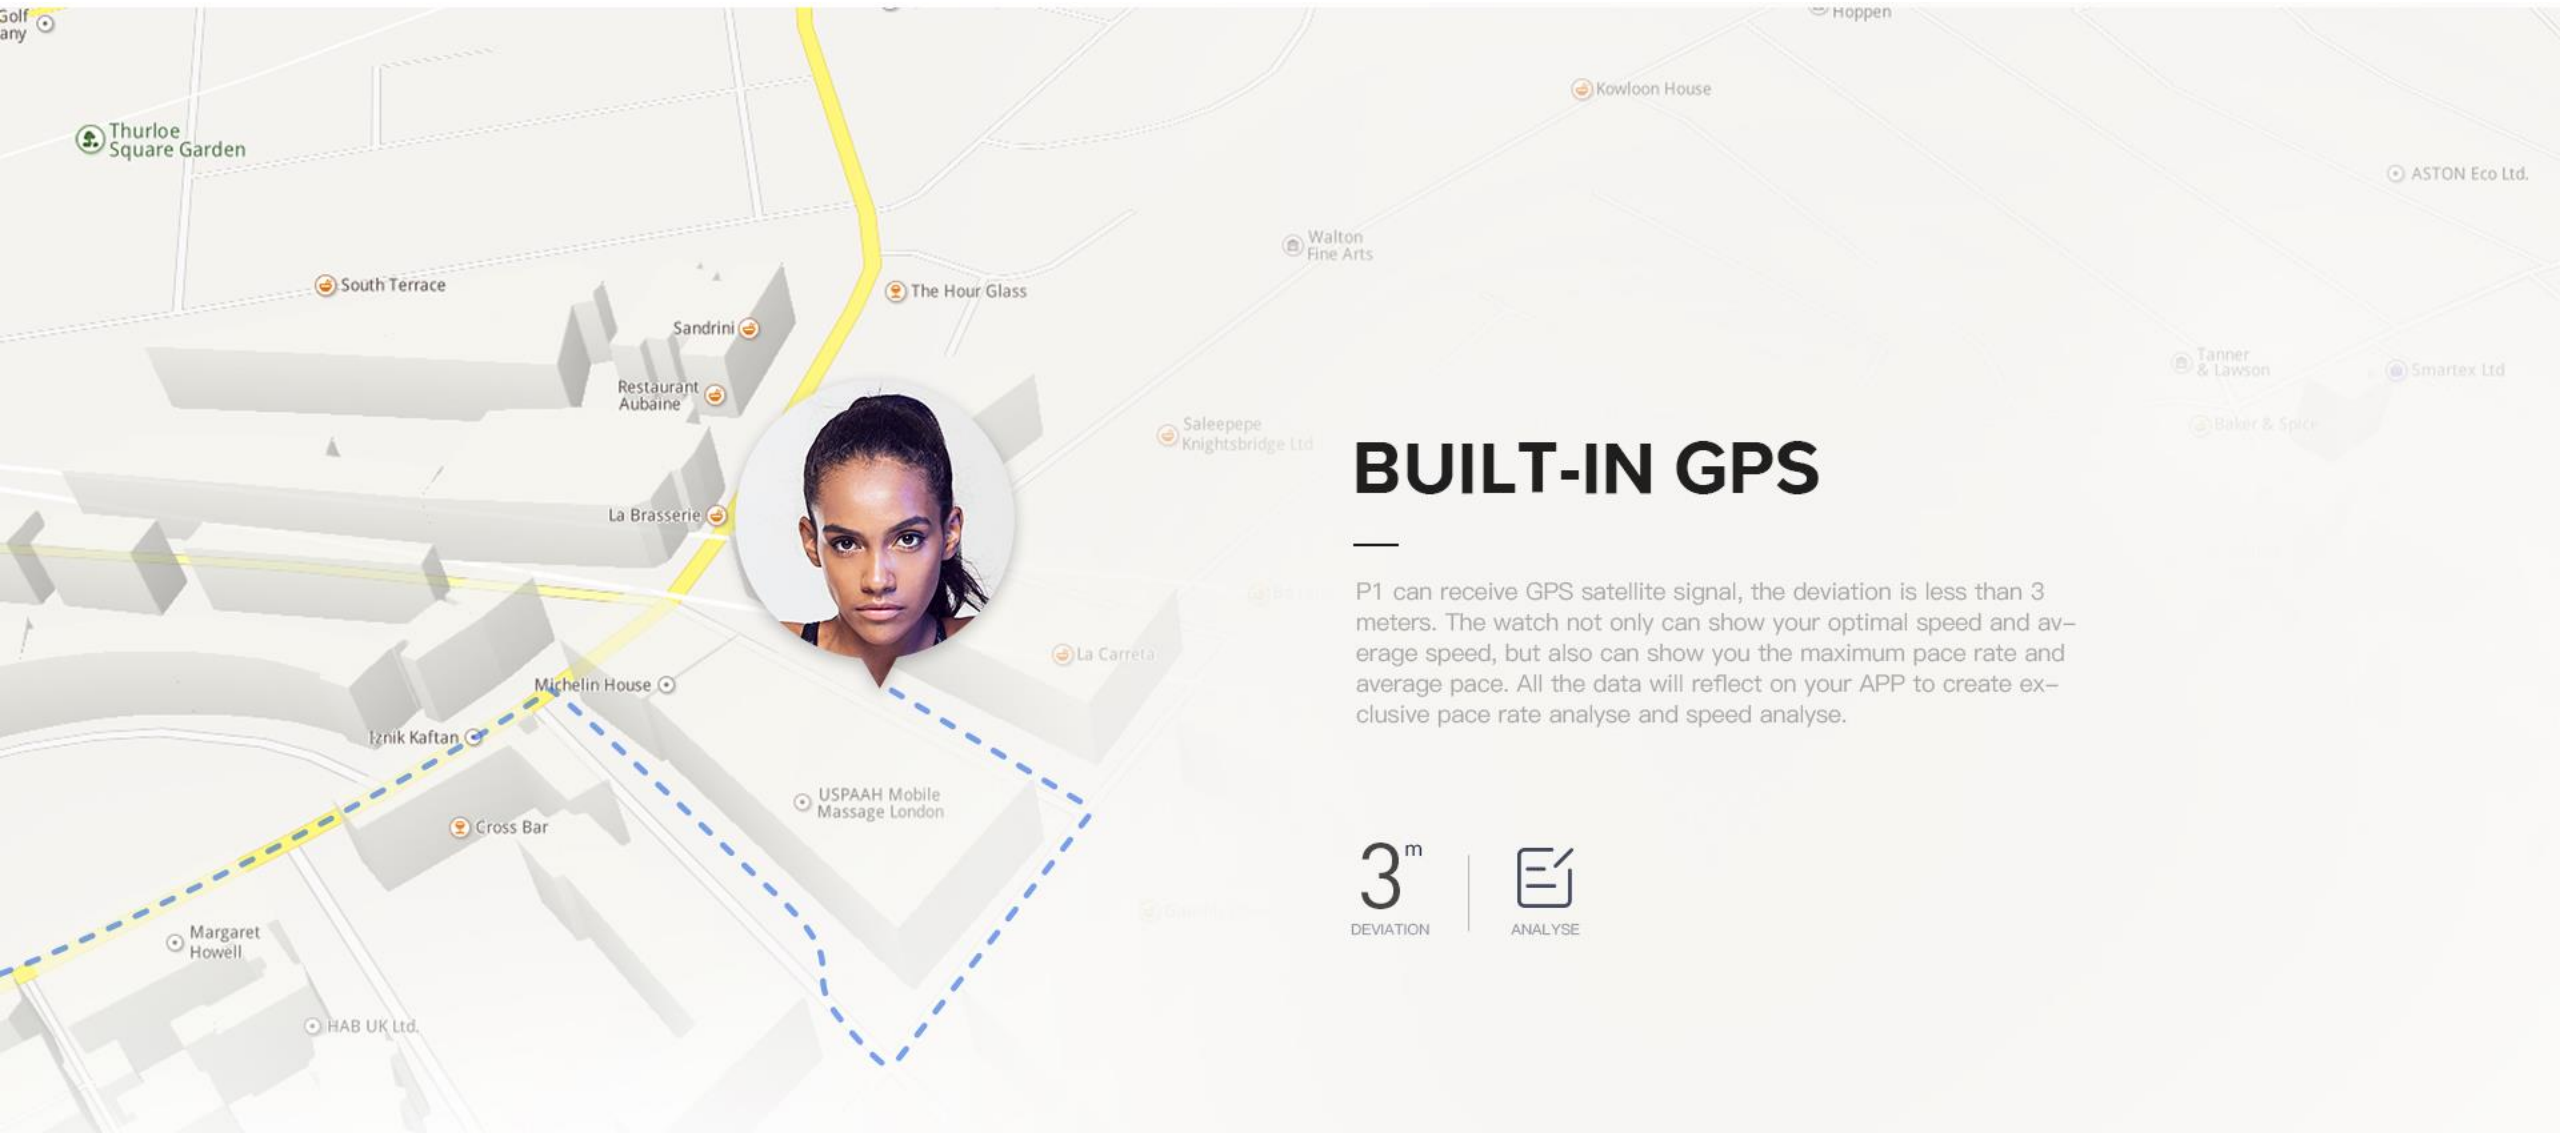 Golf
any
Hoppen
Kowloon House
Thurloe
Square Garden
ASTON Eco Ltd.
Walton
Fine Arts
South Terrace
The Hour Glass
Sandrini
Tanner
& Lawson
Smartex Ltd
Restaurant
Aubaine
Saleepepe
Knightsbridge Ltd
Baker & Spice
La Brasserie
BUILT-IN GPS
P1 can receive GPS satellite signal, the deviation is less than 3
meters. The watch not only can show your optimal speed and av-
erage speed, but also can show you the maximum pace rate and
average pace. All the data will reflect on your APP to create ex-
clusive pace rate analyse and speed analyse.
La Carreta
Michelin House
Iznik Kaftan
USPAAH Mobile
Massage London
Cross Bar
3 m
DEVIATION
ANALYSE
Margaret
Howell
HAB UK Ltd.